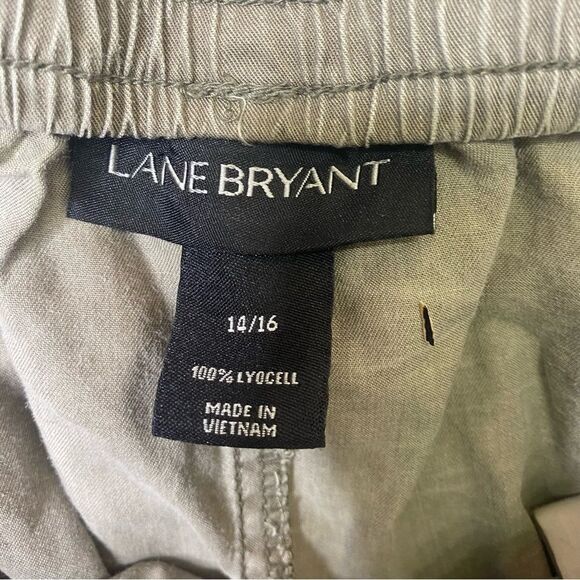 LANE BRYANT
14/16
100% LYOCELL
MADE IN
VIETNAM